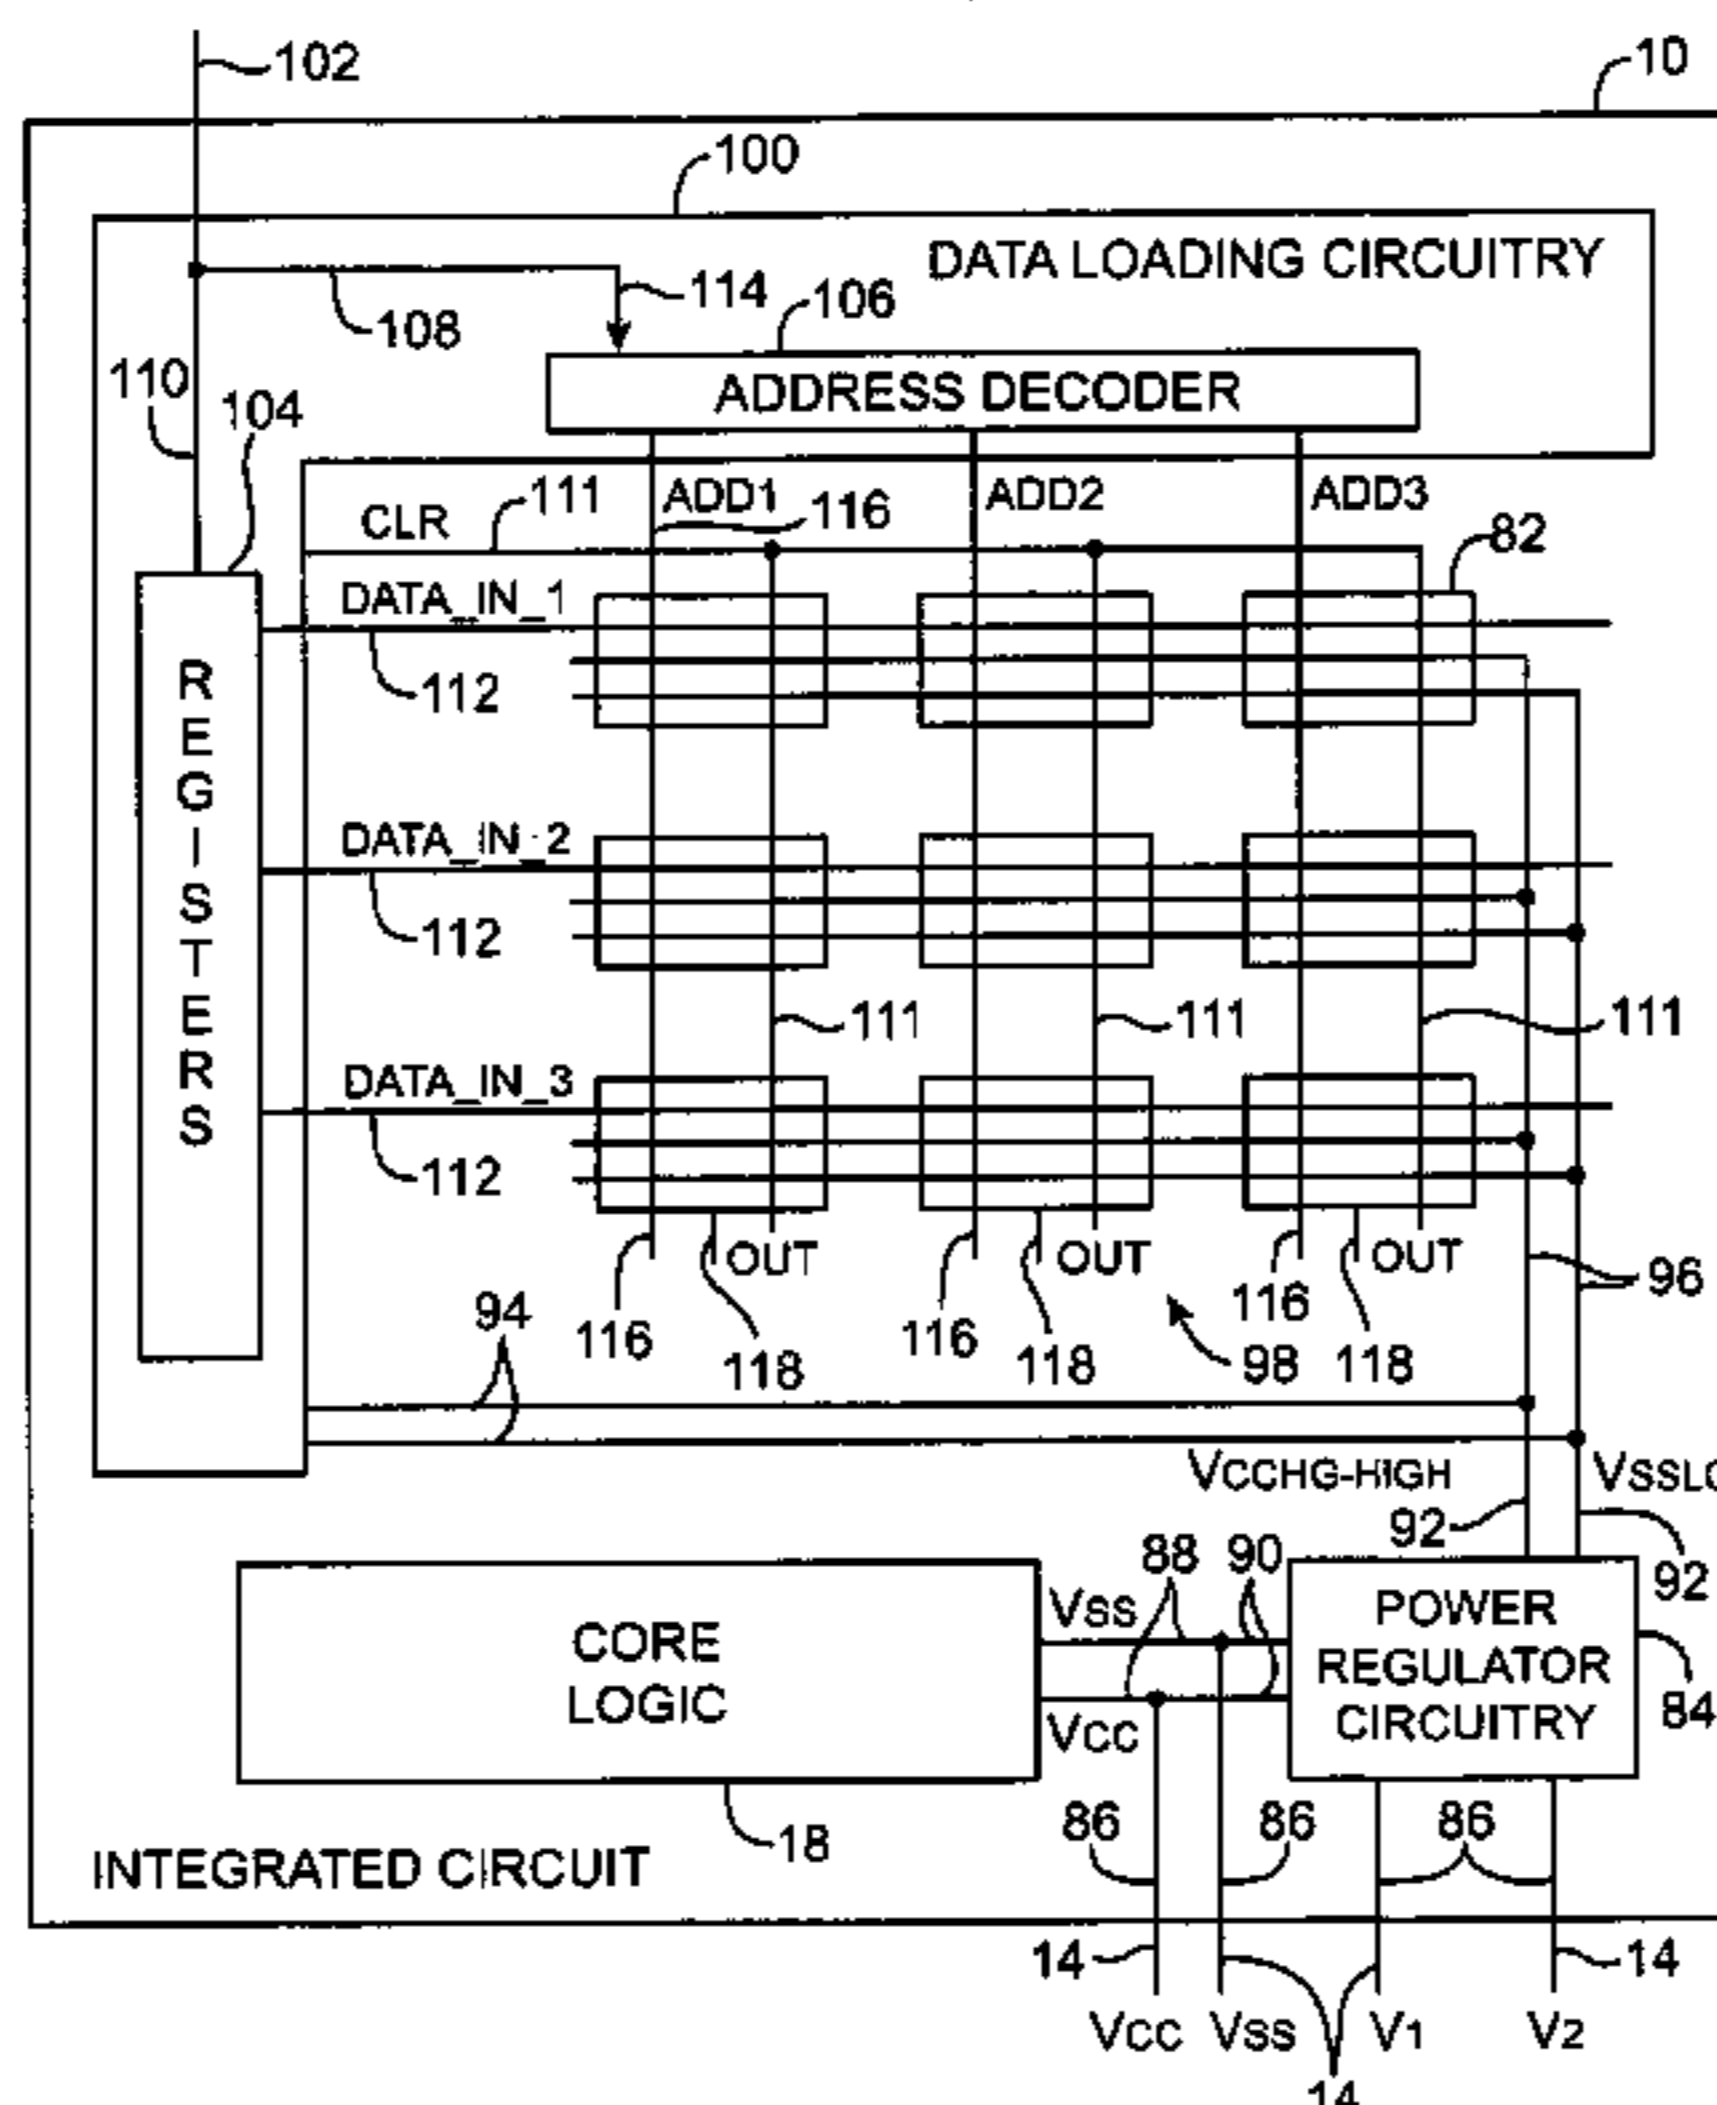 102
10
100
DATA LOADING CIRCUITRY
114
106
108
ADDRESS DECODER
110
104
ADD1
ADD2
ADD3
111
116
CLR
82
DATA_IN_1
REGISTERS
112
DATA_IN_2
112
111
111
111
DATA_IN_3
112
OUT
OUT
OUT
96
94
116
118
116
118
98
116
118
VCCHG-HIGH
92
92
88
90
VSS
POWER
REGULATOR
CIRCUITRY
84
CORE
LOGIC
VCC
86
86
86
18
INTEGRATED CIRCUIT
14
14
VCC
VSS
V1
V2
14